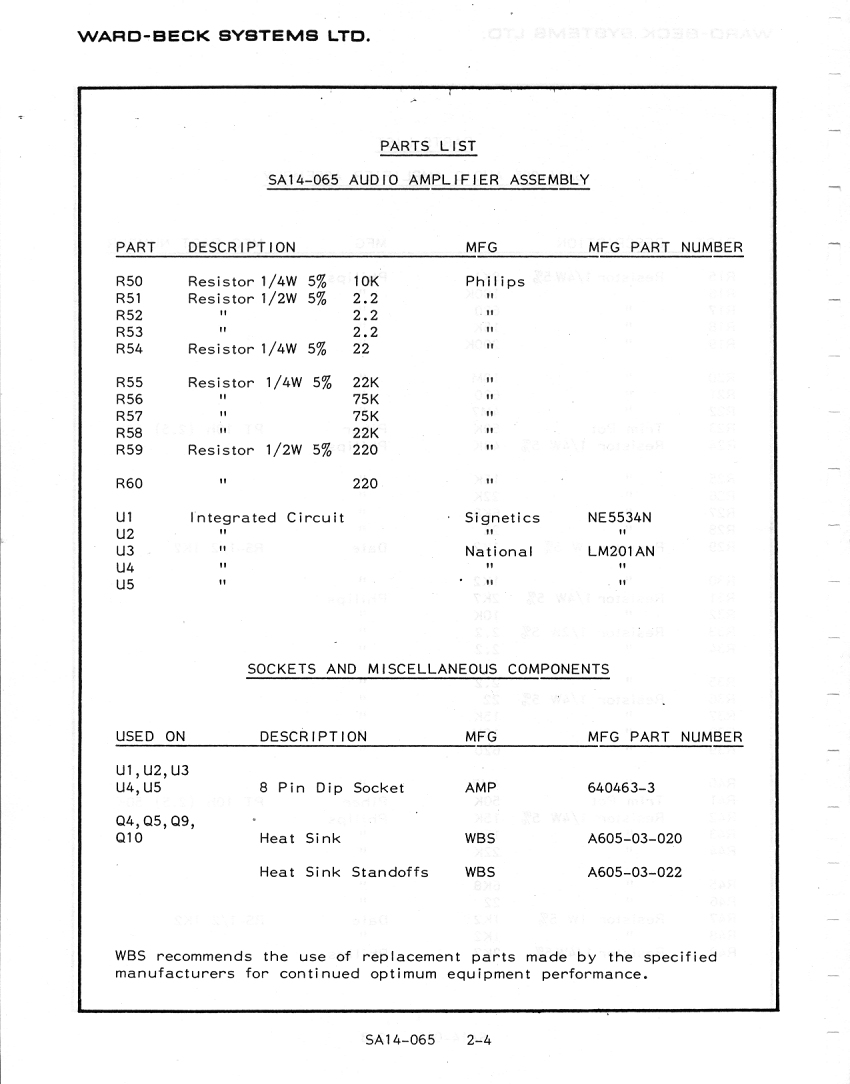 WARD-BECK SYSTEMS LTD.
PARTS LIST
SA14-065 AUDIO AMPLIFIER ASSEMBLY
PART DESCRIPTION MFG MFG PART NUMBER
R50 Resistor 1/4W 5% 10K Philips
R51 Resistor 1/2W 5% 2.2 "
R52 " 2.2 "
R53 " 2.2 "
R54 Resistor 1/4W 5% 22 "
R55 Resistor 1/4W 5% 22K "
R56 " 75K "
R57 " 75K "
R58 " 22K "
R59 Resistor 1/2W 5% 220 "
R60 " 220 "
U1 Integrated Circuit Signetics NE5534N
U2 " " "
U3 " National LM201AN
U4 " " "
U5 " " "
SOCKETS AND MISCELLANEOUS COMPONENTS
USED ON DESCRIPTION MFG MFG PART NUMBER
U1,U2,U3
U4,U5 8 Pin Dip Socket AMP 640463-3
Q4,Q5,Q9,
Q10 Heat Sink WBS A605-03-020
Heat Sink Standoffs WBS A605-03-022
WBS recommends the use of replacement parts made by the specified
manufacturers for continued optimum equipment performance.
SA14-065 2-4